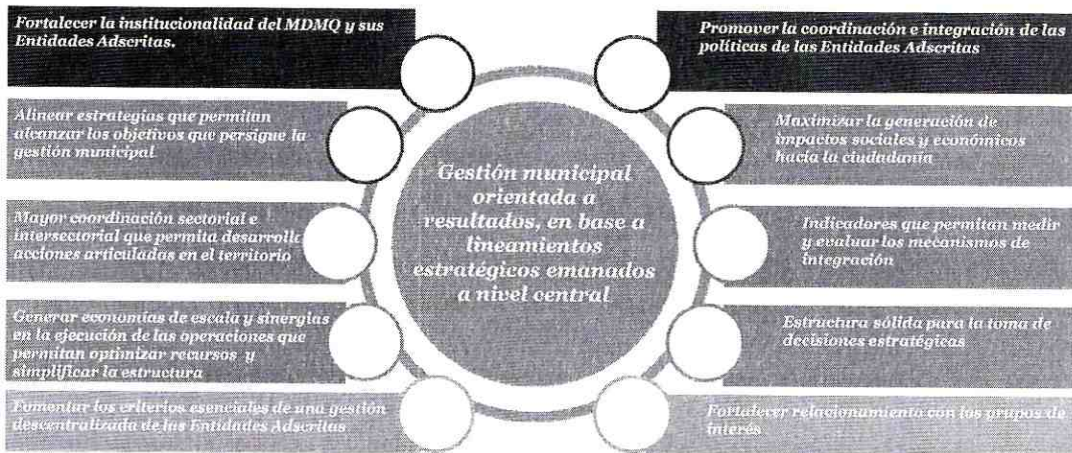 Fortalecer la institucionalidad del MDMQ y sus
Entidades Adscritas.
Alinear estrategias que permitan
alcanzar los objetivos que persigue la
gestión municipal
Mayor coordinación sectorial e
intersectorial que permita desarrolla
acciones articuladas en el territorio
Generar economías de escala y sinergias
en la ejecución de las operaciones que
permitan optimizar recursos y
simplificar la estructura
Fomentar los criterios esenciales de una gestión
descentralizada de las Entidades Adscritas
Gestión municipal
orientada a
resultados, en base a
lineamientos
estratégicos emanados
a nivel central
Promover la coordinación e integración de las
políticas de las Entidades Adscritas
Maximizar la generación de
impactos sociales y económicos
hacía la ciudadanía
Indicadores que permitan medir
y evaluar los mecanismos de
integración
Estructura sólida para la toma de
decisiones estratégicas
Fortalecer relacionamiento con los grupos de
interés